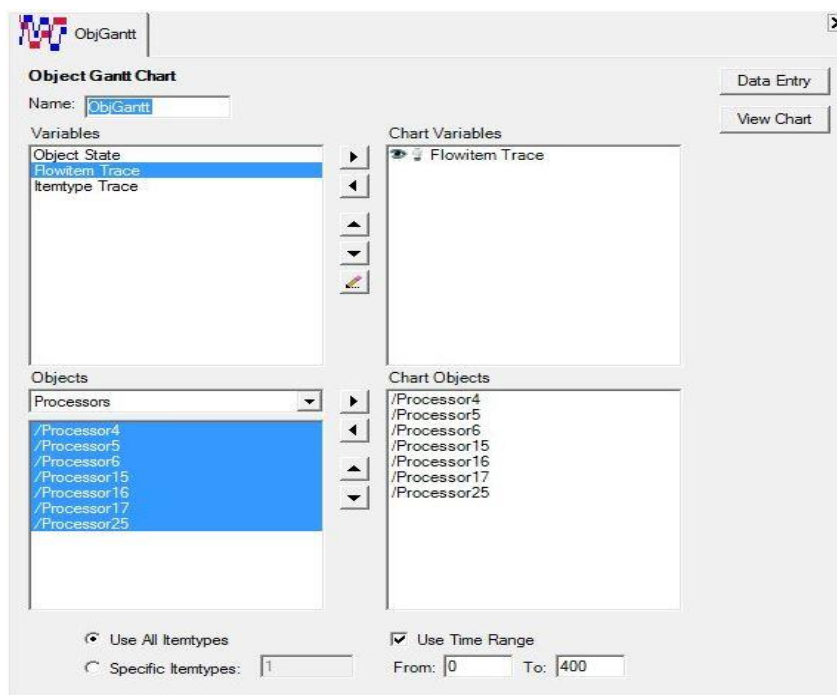 ObjGantt
Object Gantt Chart
Data Entry
Name: ObjGantt
View Chart
Variables
Object State
Flowitem Trace
Itemtype Trace
Chart Variables
Flowitem Trace
Objects
Processors
/Processor4
/Processor5
/Processor6
/Processor15
/Processor16
/Processor17
/Processor25
Chart Objects
/Processor4
/Processor5
/Processor6
/Processor15
/Processor16
/Processor17
/Processor25
Use All Itemtypes
Specific Itemtypes: 1
Use Time Range
From: 0 To: 400